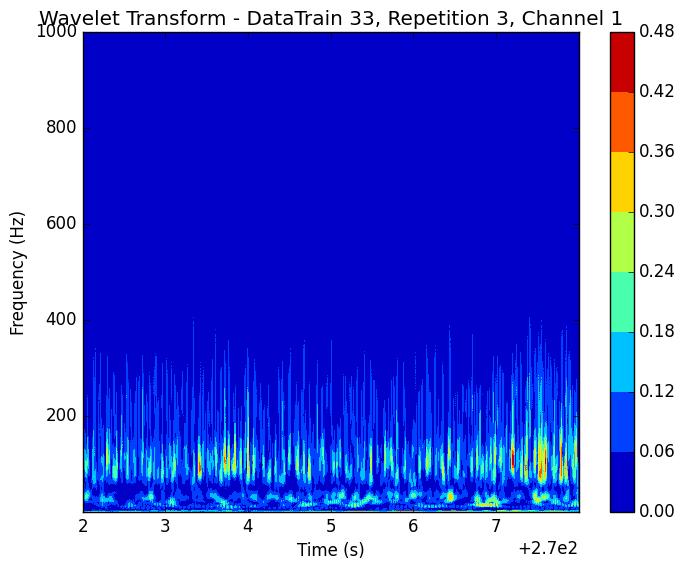 Wavelet Transform - DataTrain 33, Repetition 3, Channel 1
1000
800
600
400
200
Frequency (Hz)
2 3 4 5 6 7
Time (s)
+2.7e2
0.48
0.42
0.36
0.30
0.24
0.18
0.12
0.06
0.00